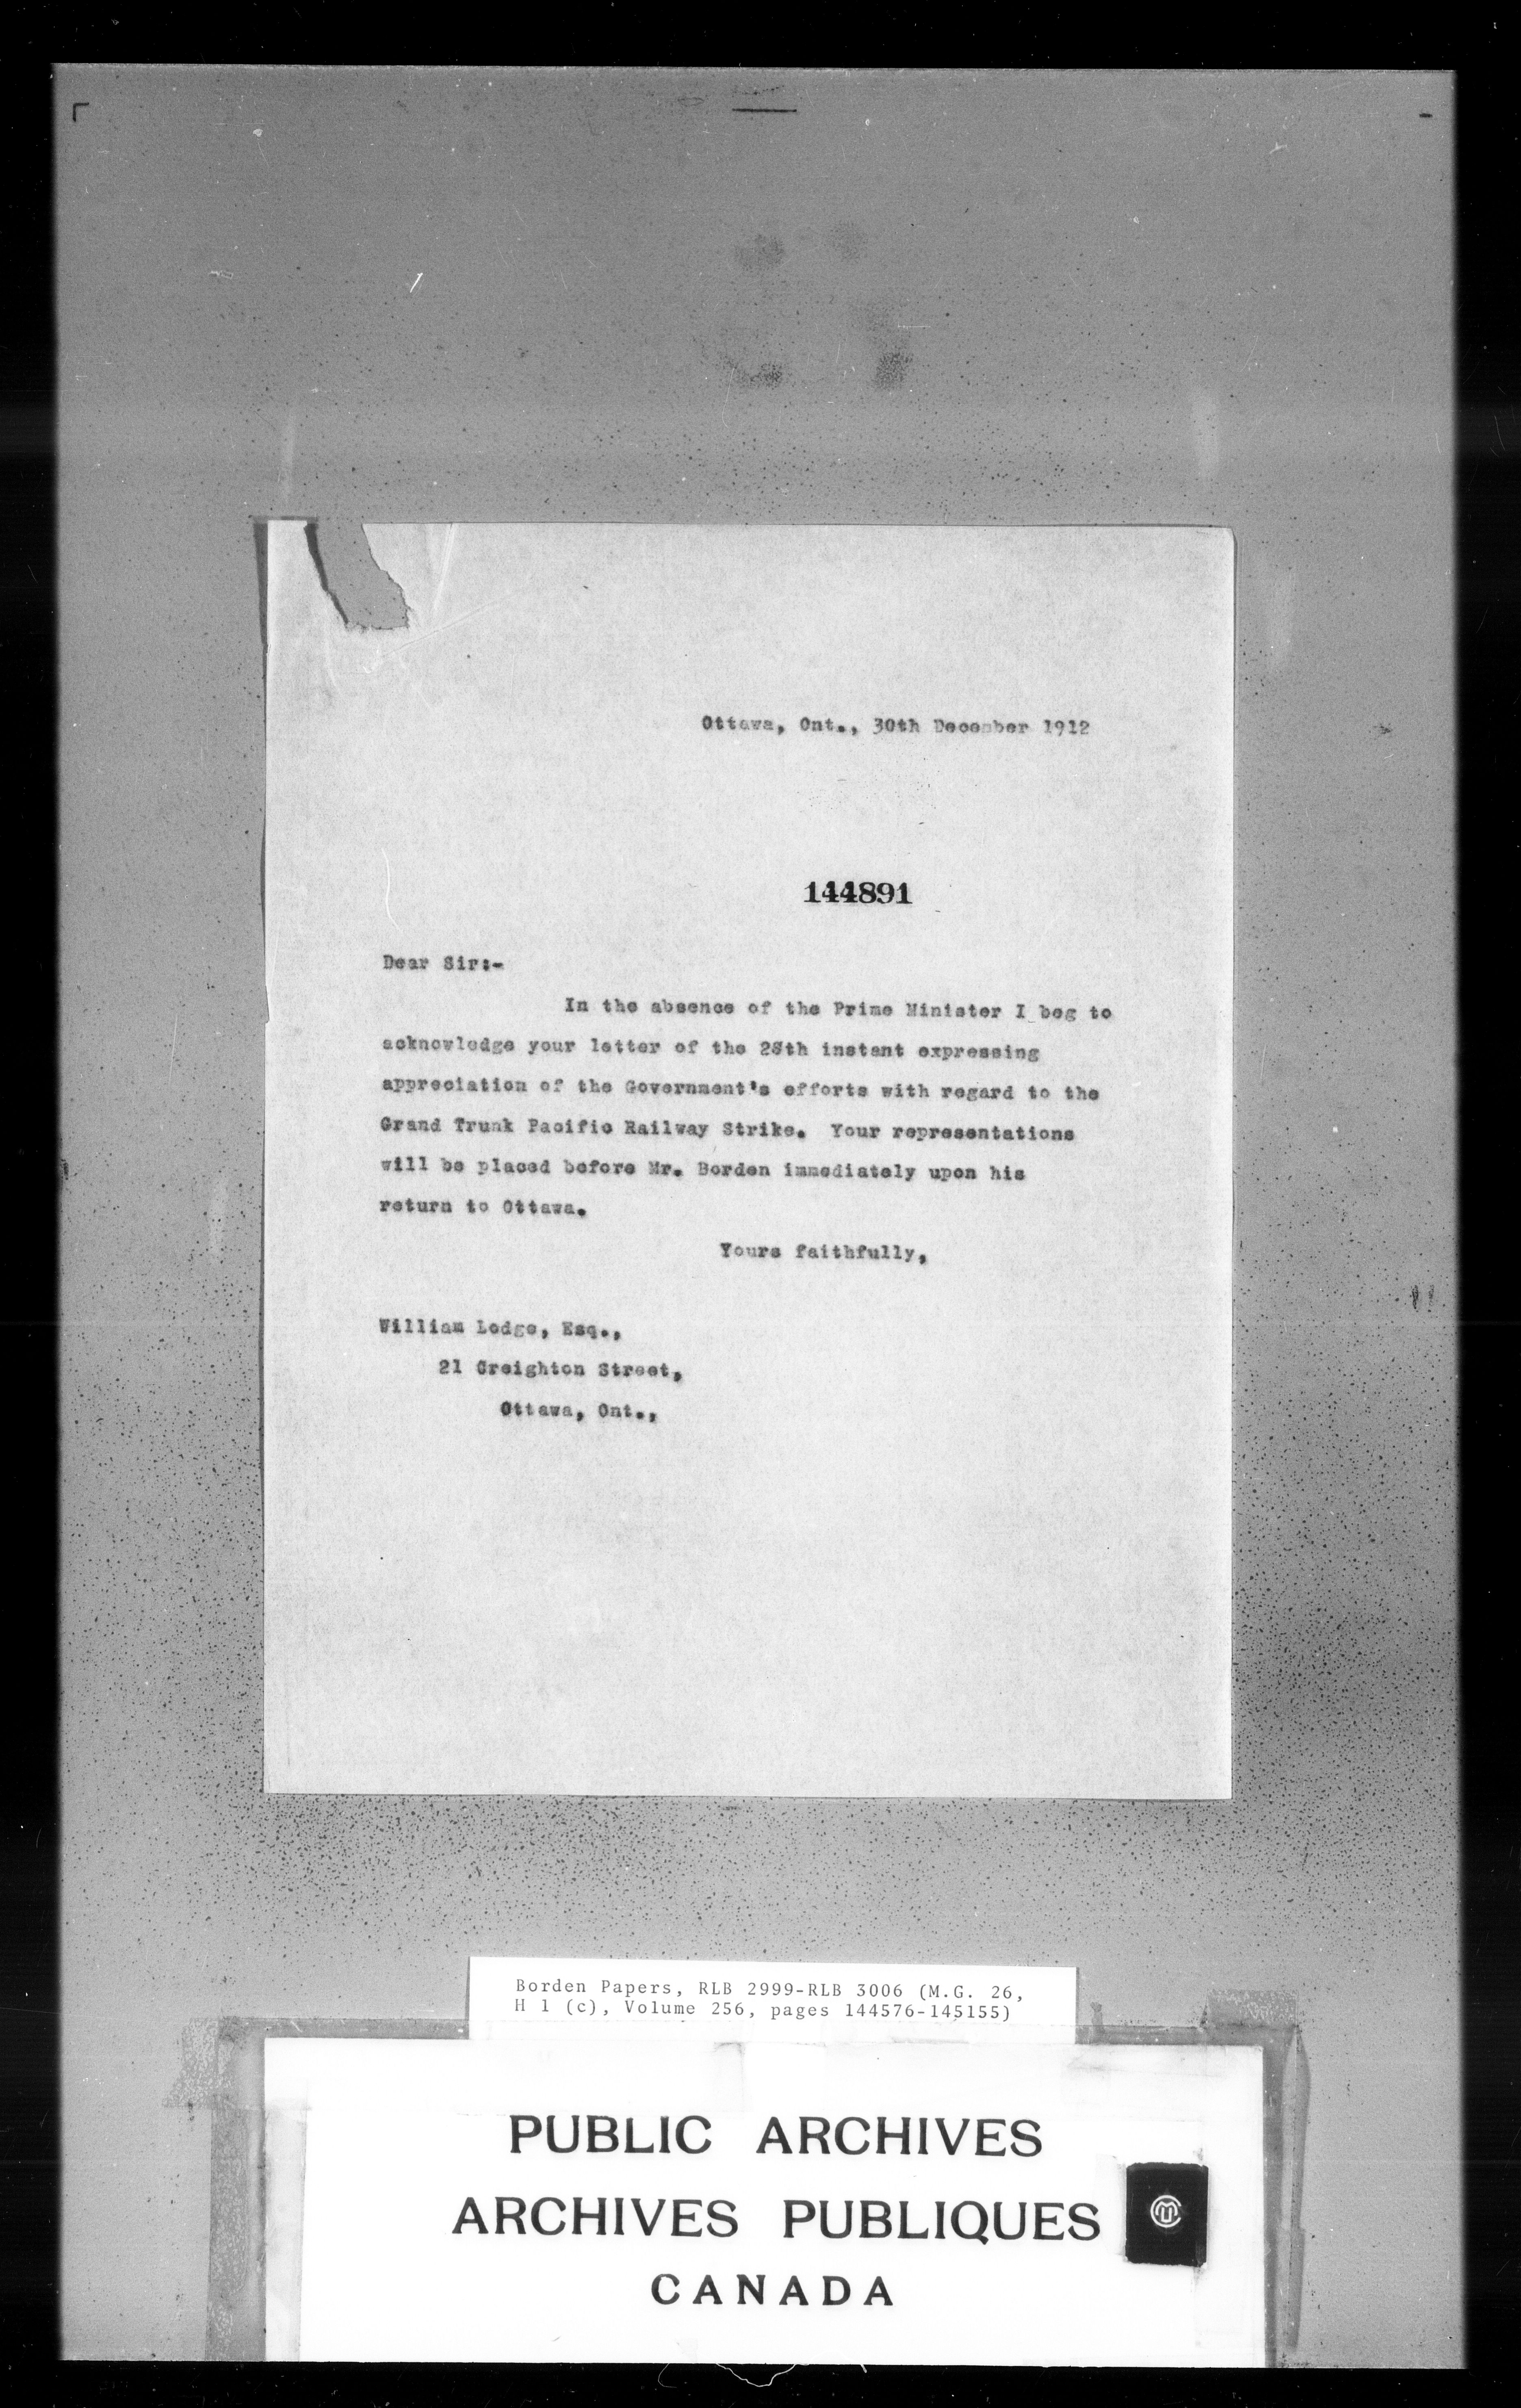 Ottawa, Ont., 30th December 1912
144891
Dear Sir:-
In the absence of the Prime Minister I beg to
acknowledge your letter of the 28th instant expressing
appreciation of the Government's efforts with regard to the
Grand Trunk Pacific Railway Strike. Your representations
will be placed before Mr. Borden immediately upon his
return to Ottawa.
Yours faithfully,
William Lodge, Esq.,
21 Creighton Street,
Ottawa, Ont.,
Borden Papers, RLB 2999-RLB 3006 (M.G. 26,
H 1 (c), Volume 256, pages 144576-145155)
PUBLIC ARCHIVES
ARCHIVES PUBLIQUES
CANADA